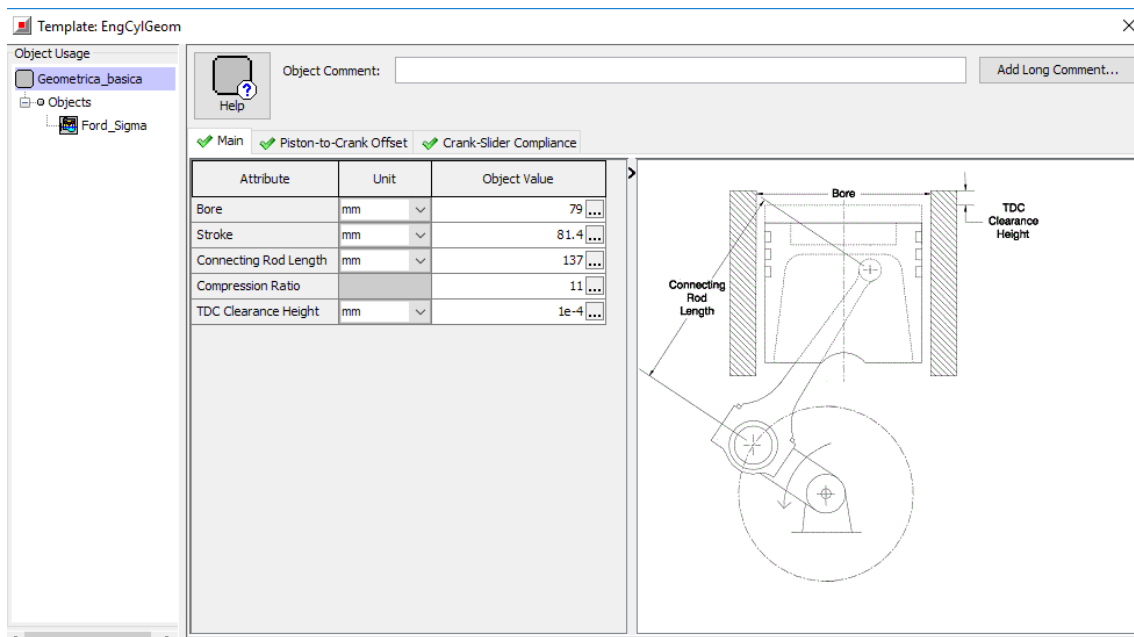 Template: EngCylGeom
Object Usage
Geometrica_basica
Objects
Ford_Sigma
Help
Object Comment:
Add Long Comment...
Main
Piston-to-Crank Offset
Crank-Slider Compliance
Attribute Unit Object Value
Bore mm 79 ...
Stroke mm 81.4 ...
Connecting Rod Length mm 137 ...
Compression Ratio 11 ...
TDC Clearance Height mm 1e-4 ...
Bore
TDC
Clearance
Height
Connecting
Rod
Length